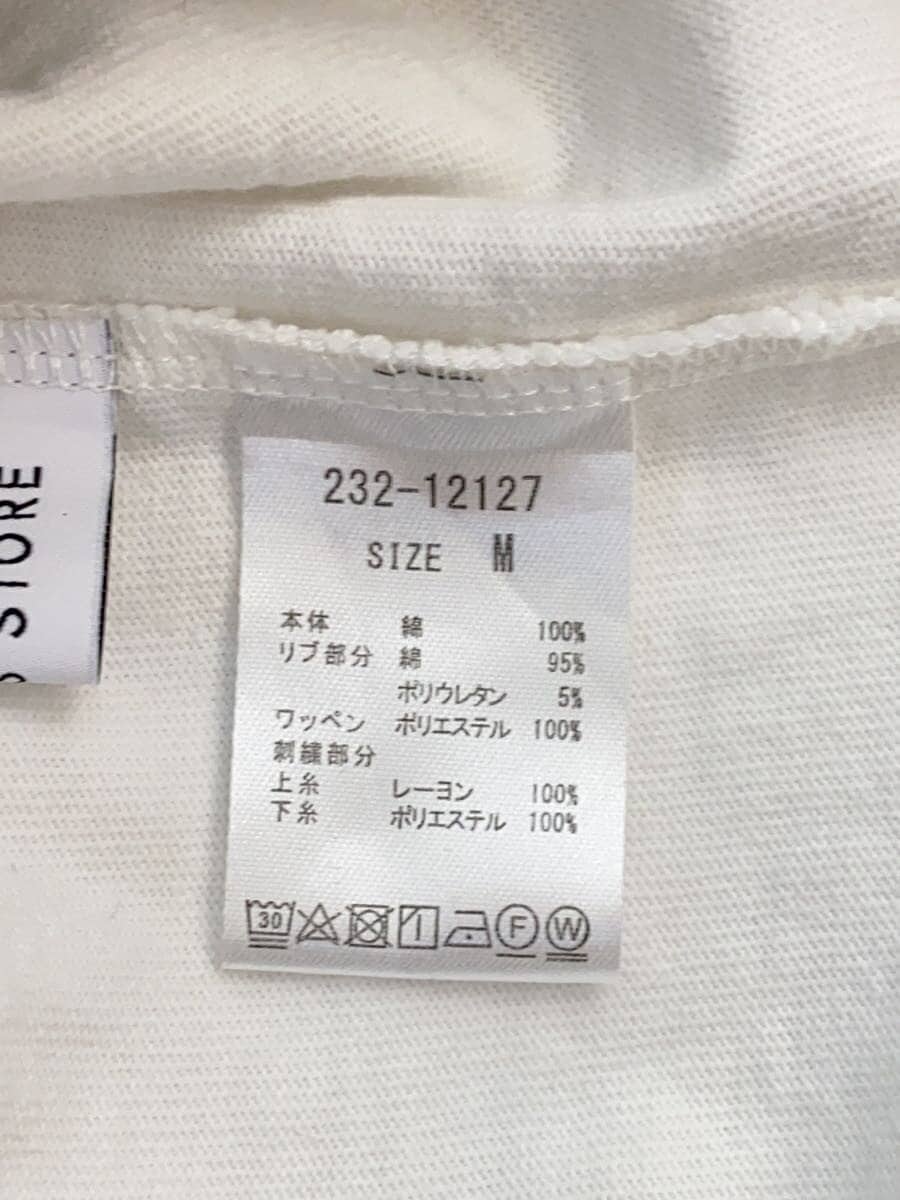 232-12127
SIZE M
本体 綿 100%
リブ部分 綿 95%
ポリウレタン 5%
ワッペン ポリエステル 100%
刺繍部分
上糸 レーヨン 100%
下糸 ポリエステル 100%
30 F W
STORE